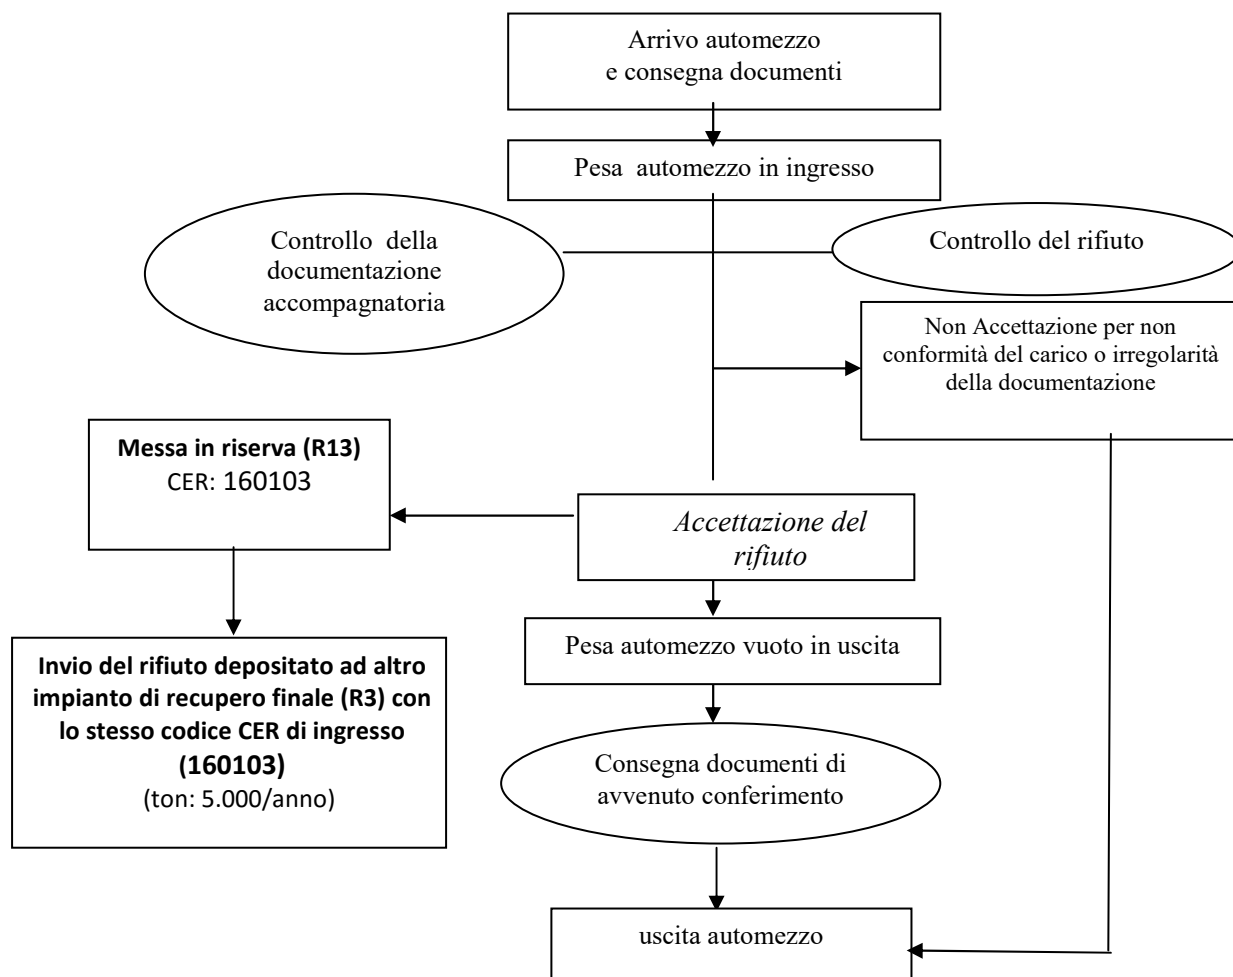 Arrivo automezzo
e consegna documenti
Pesa automezzo in ingresso
Controllo della
documentazione
accompagnatoria
Controllo del rifiuto
Non Accettazione per non
conformità del carico o irregolarità
della documentazione
Messa in riserva (R13)
CER: 160103
Accettazione del
rifiuto
Invio del rifiuto depositato ad altro
impianto di recupero finale (R3) con
lo stesso codice CER di ingresso
(160103)
(ton: 5.000/anno)
Pesa automezzo vuoto in uscita
Consegna documenti di
avvenuto conferimento
uscita automezzo